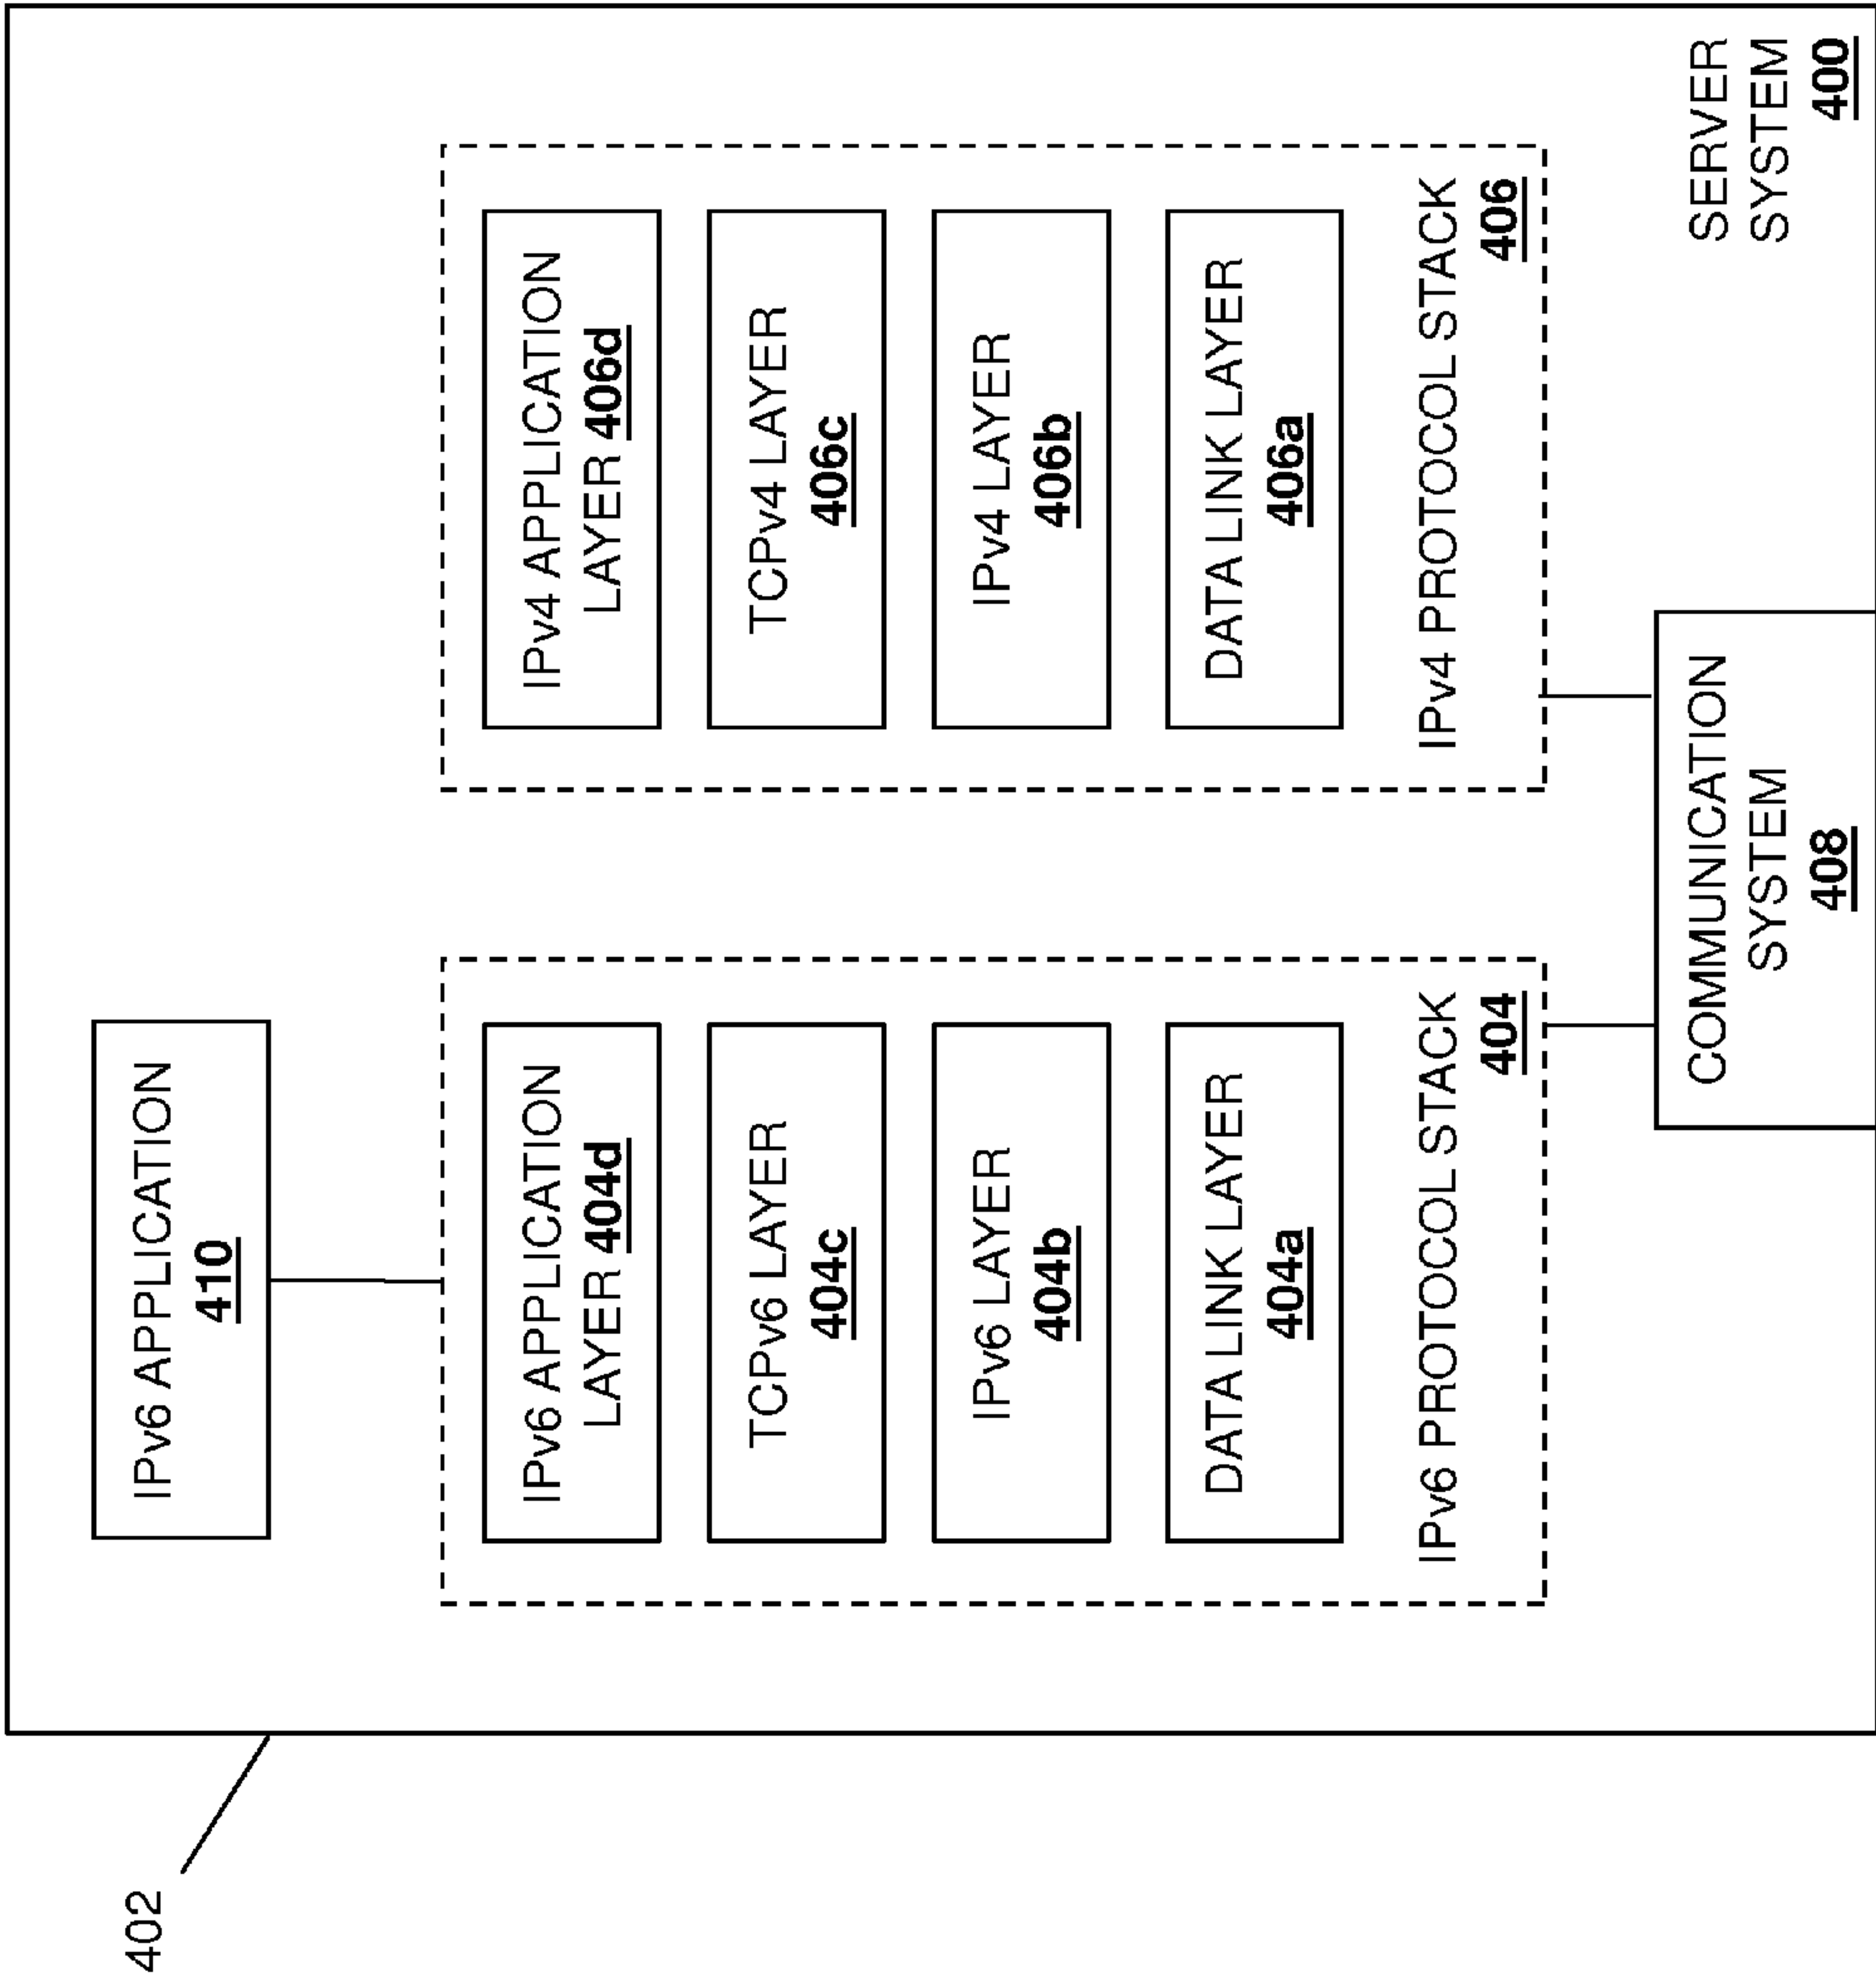 402
IPv6 APPLICATION
410
IPv6 APPLICATION
LAYER 404d
TCPv6 LAYER
404c
IPv6 LAYER
404b
DATA LINK LAYER
404a
IPv6 PROTOCOL STACK
404
IPv4 APPLICATION
LAYER 406d
TCPv4 LAYER
406c
IPv4 LAYER
406b
DATA LINK LAYER
406a
IPv4 PROTOCOL STACK
406
COMMUNICATION
SYSTEM
408
SERVER
SYSTEM
400